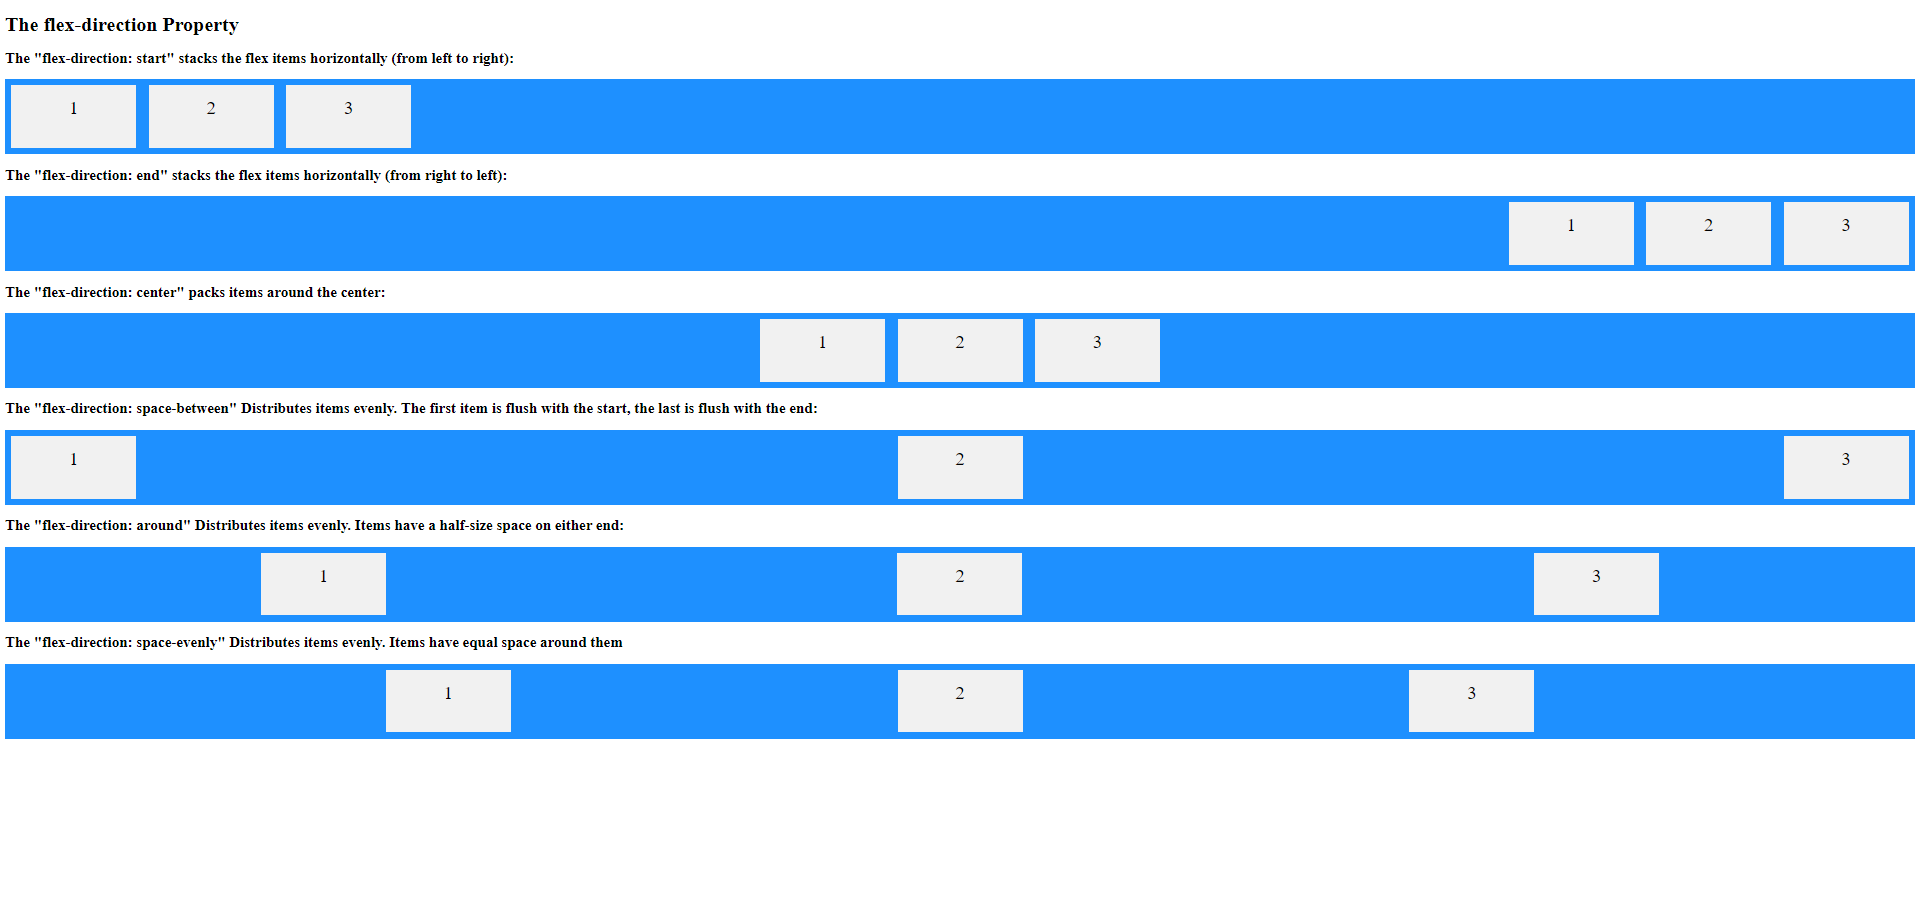 The flex-direction Property
The "flex-direction: start" stacks the flex items horizontally (from left to right):
1 2 3
The "flex-direction: end" stacks the flex items horizontally (from right to left):
1 2 3
The "flex-direction: center" packs items around the center:
1 2 3
The "flex-direction: space-between" Distributes items evenly. The first item is flush with the start, the last is flush with the end:
1 2 3
The "flex-direction: around" Distributes items evenly. Items have a half-size space on either end:
1 2 3
The "flex-direction: space-evenly" Distributes items evenly. Items have equal space around them
1 2 3